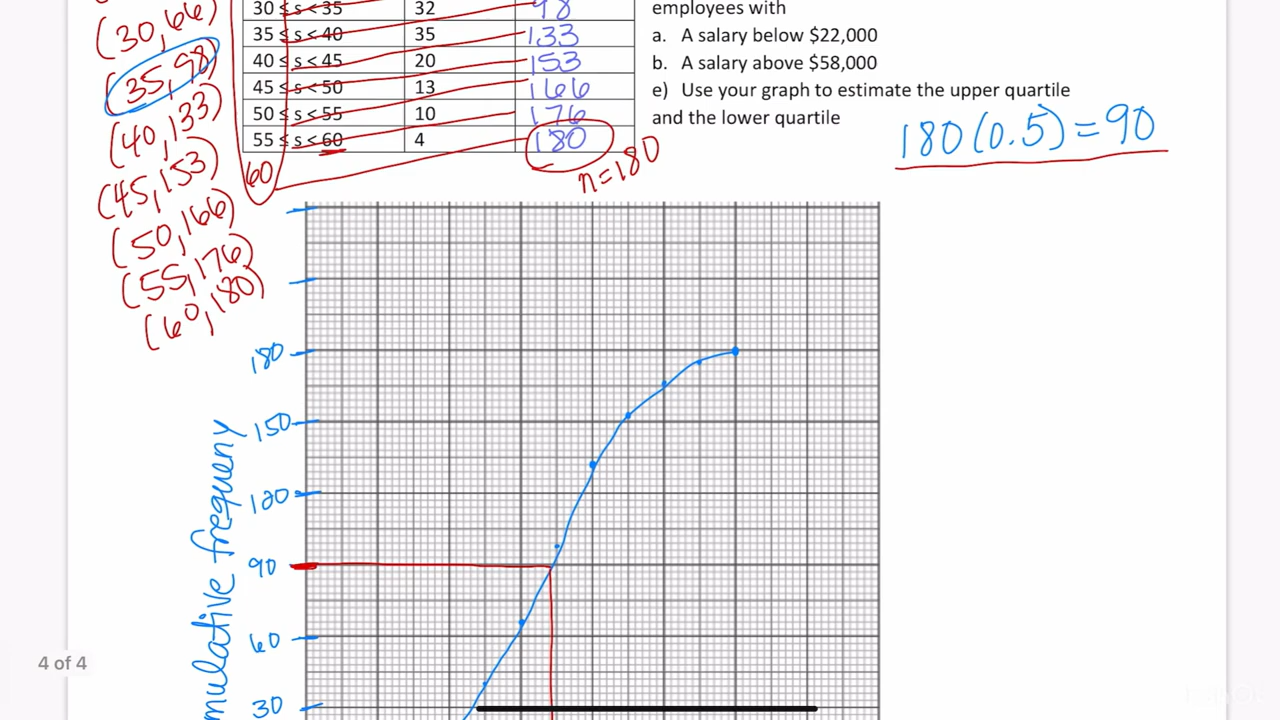 (30,66)
(35,98)
(40,133)
(45,153)
(50,166)
(55,176)
(60,180)
30 ≤ s < 35 32 98
35 ≤ s < 40 35 133
40 ≤ s < 45 20 153
45 ≤ s < 50 13 166
50 ≤ s < 55 10 176
55 ≤ s < 60 4 180
60
n=180
employees with
a. A salary below $22,000
b. A salary above $58,000
e) Use your graph to estimate the upper quartile
and the lower quartile
180(0.5)=90
180
150
120
90
60
30
mulative frequeny
4 of 4